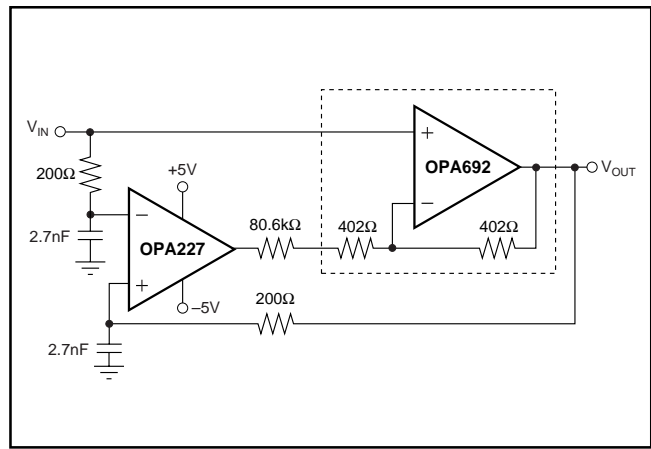 V_IN
200Ω
+5V
2.7nF
−
+
OPA227
−5V
80.6kΩ
402Ω
402Ω
+
−
OPA692
V_OUT
200Ω
2.7nF